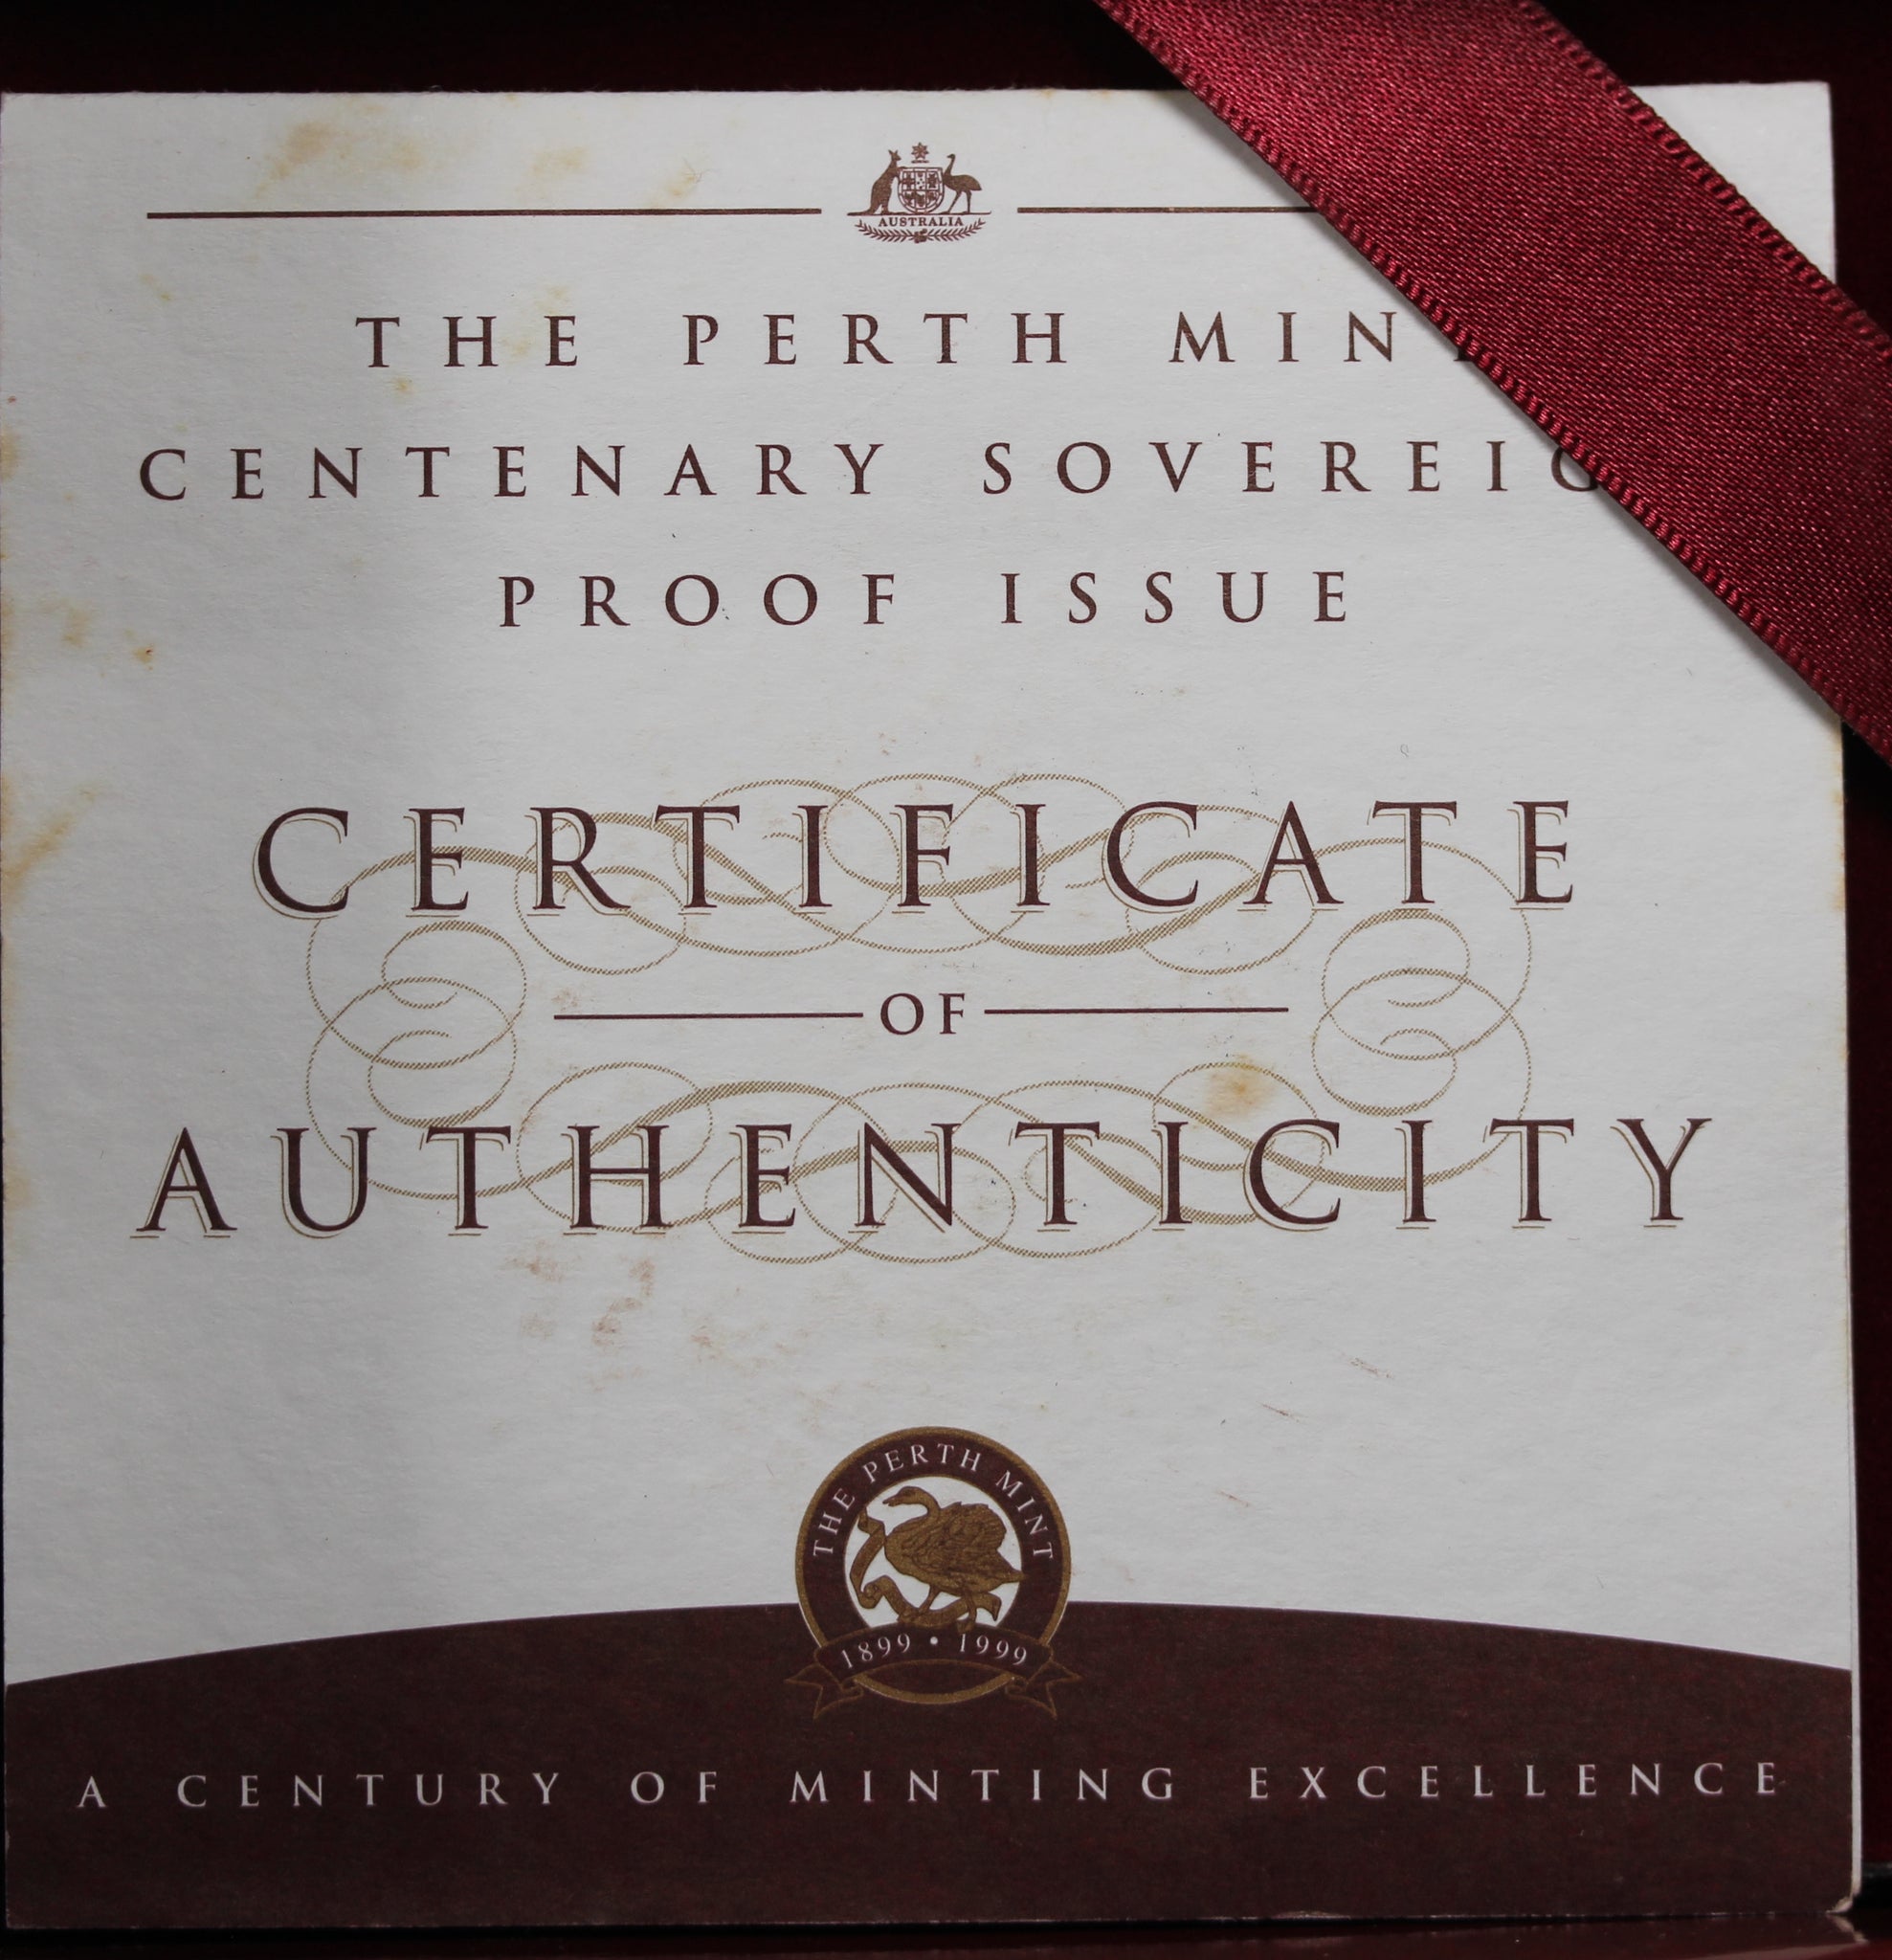 AUSTRALIA
THE PERTH MIN
CENTENARY SOVEREIG
PROOF ISSUE
CERTIFICATE
OF
AUTHENTICITY
THE PERTH MINT
1899 • 1999
A CENTURY OF MINTING EXCELLENCE